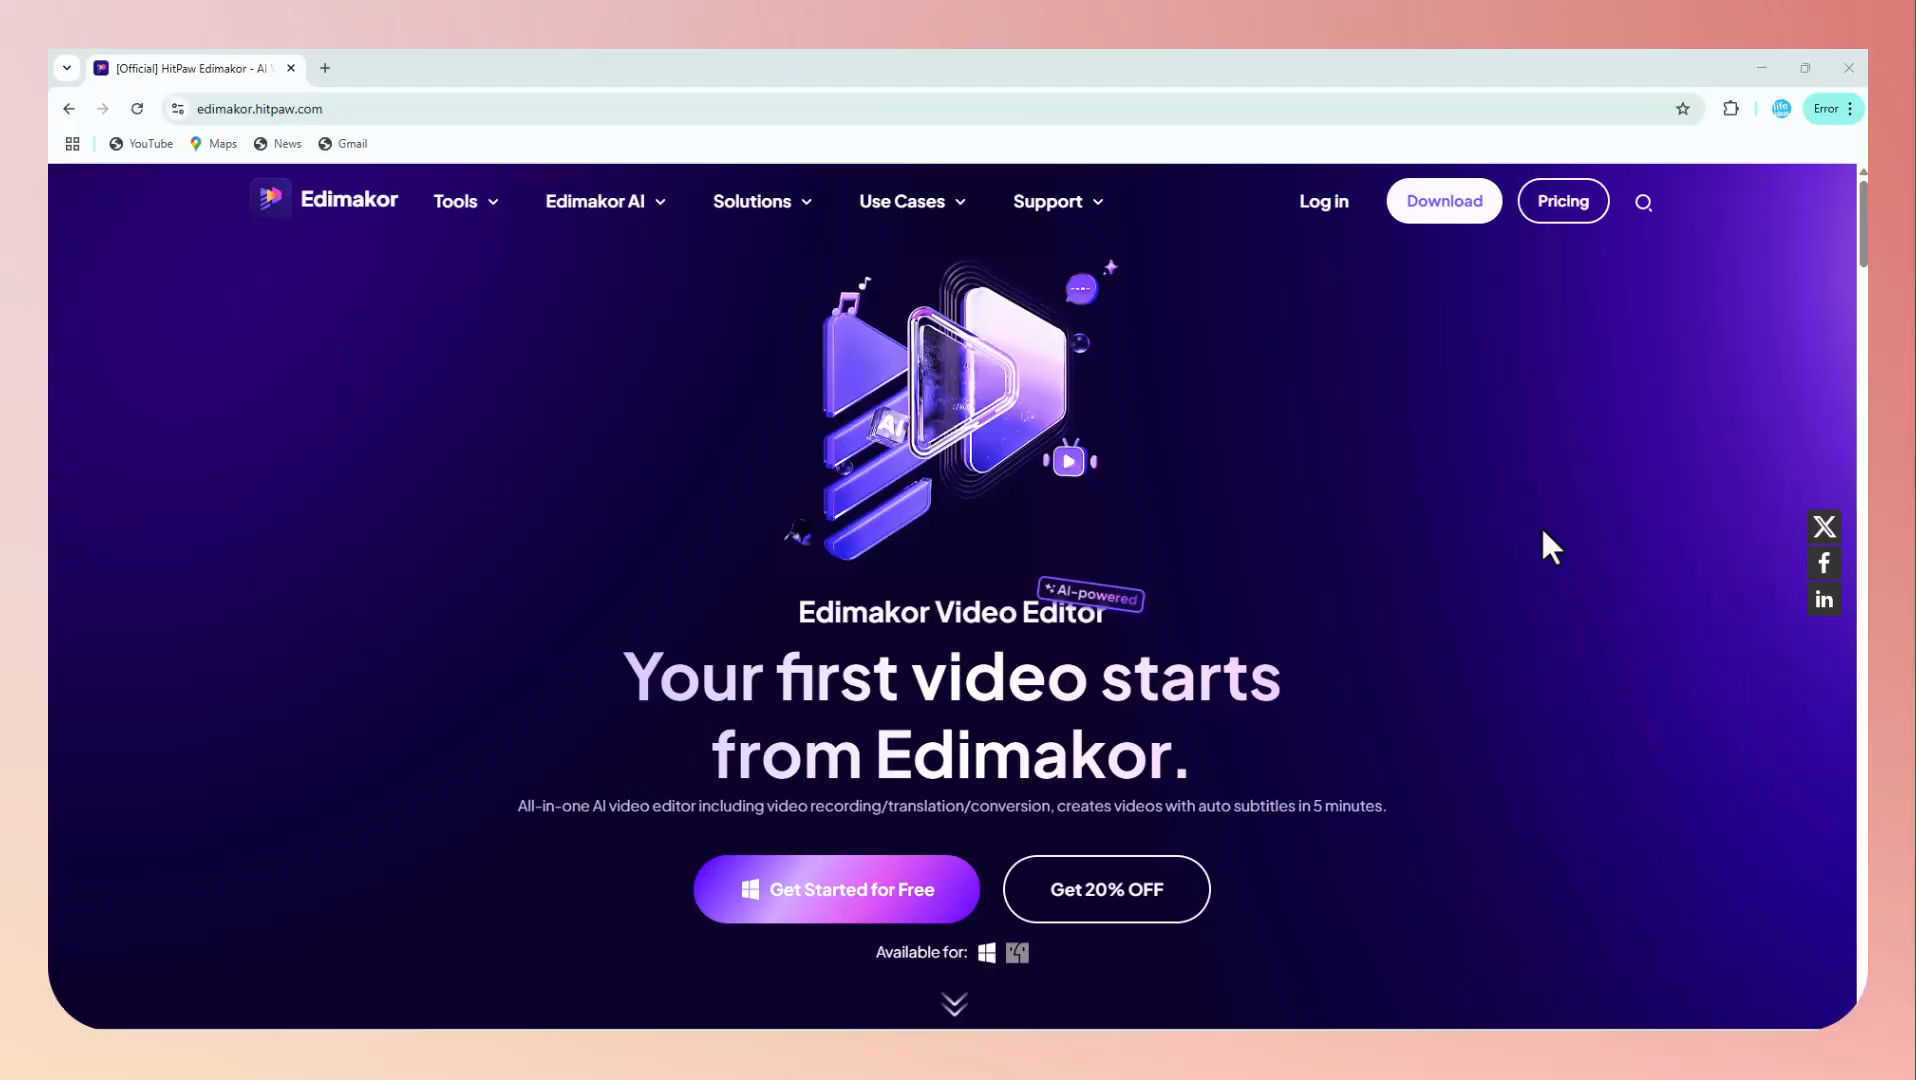 [Official] HitPaw Edimakor - AI
edimakor.hitpaw.com
Error
YouTube
Maps
News
Gmail
Edimakor
Tools
Edimakor AI
Solutions
Use Cases
Support
Log in
Download
Pricing
AI
AI-powered
Edimakor Video Editor
Your first video starts
from Edimakor.
All-in-one AI video editor including video recording/translation/conversion, creates videos with auto subtitles in 5 minutes.
Get Started for Free
Get 20% OFF
Available for: